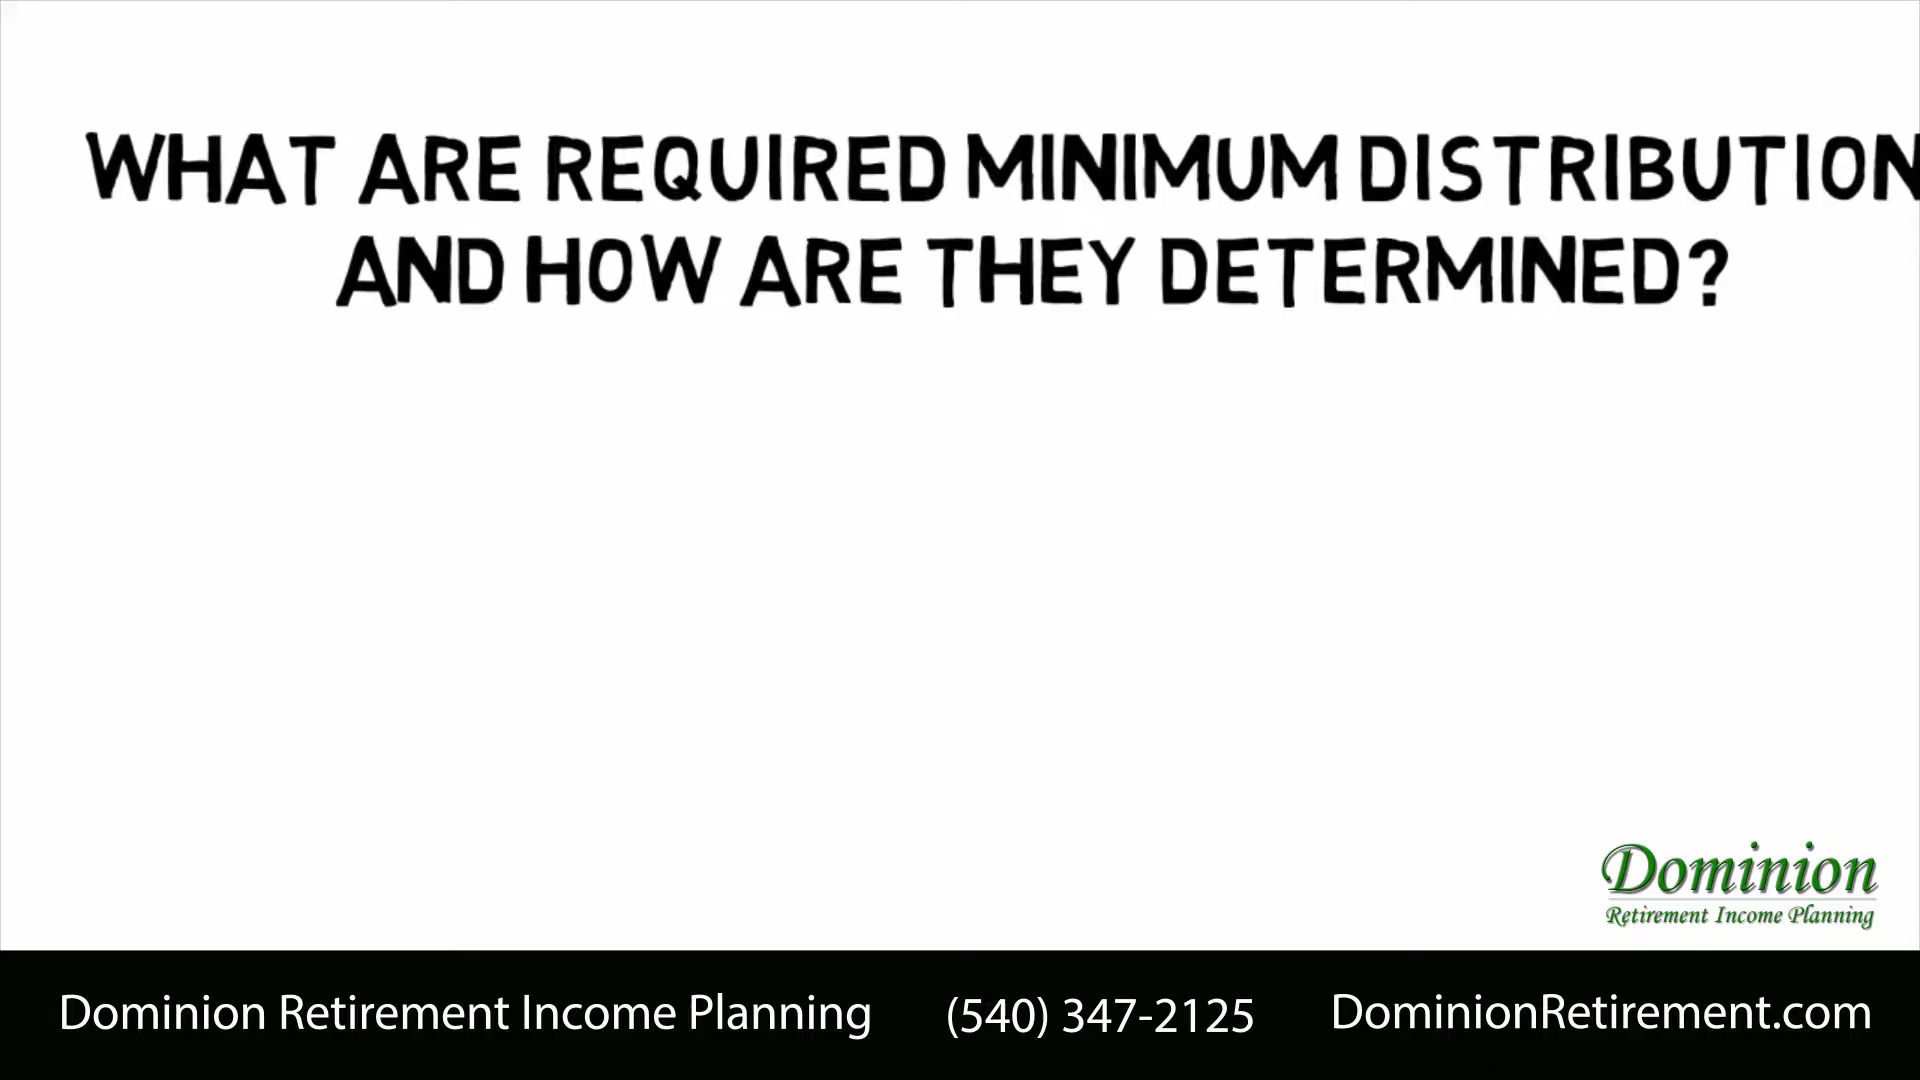 WHAT ARE REQUIRED MINIMUM DISTRIBUTION
AND HOW ARE THEY DETERMINED?
Dominion
Retirement Income Planning
Dominion Retirement Income Planning (540) 347-2125 DominionRetirement.com